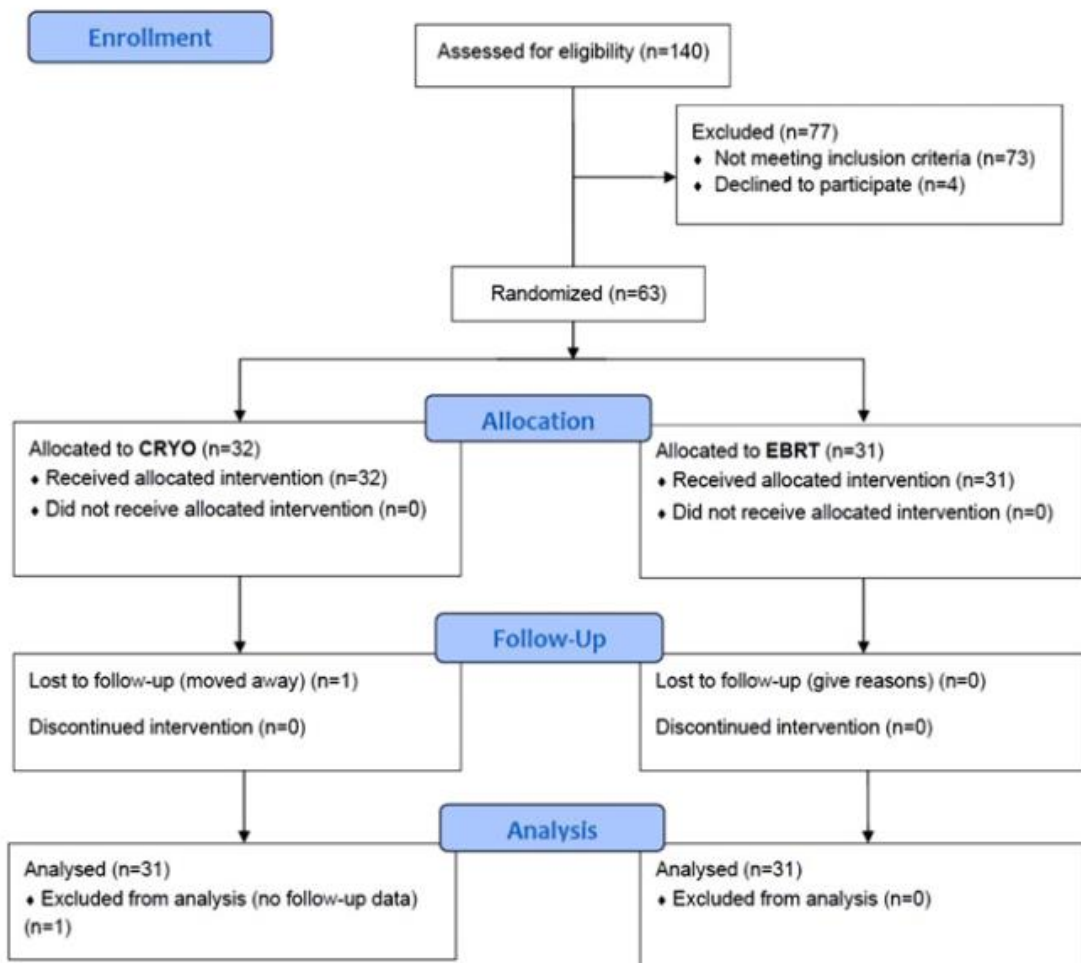 Enrollment
Assessed for eligibility (n=140)
Excluded (n=77)
♦ Not meeting inclusion criteria (n=73)
♦ Declined to participate (n=4)
Randomized (n=63)
Allocation
Allocated to CRYO (n=32)
♦ Received allocated intervention (n=32)
♦ Did not receive allocated intervention (n=0)
Allocated to EBRT (n=31)
♦ Received allocated intervention (n=31)
♦ Did not receive allocated intervention (n=0)
Follow-Up
Lost to follow-up (moved away) (n=1)
Discontinued intervention (n=0)
Lost to follow-up (give reasons) (n=0)
Discontinued intervention (n=0)
Analysis
Analysed (n=31)
♦ Excluded from analysis (no follow-up data)
(n=1)
Analysed (n=31)
♦ Excluded from analysis (n=0)